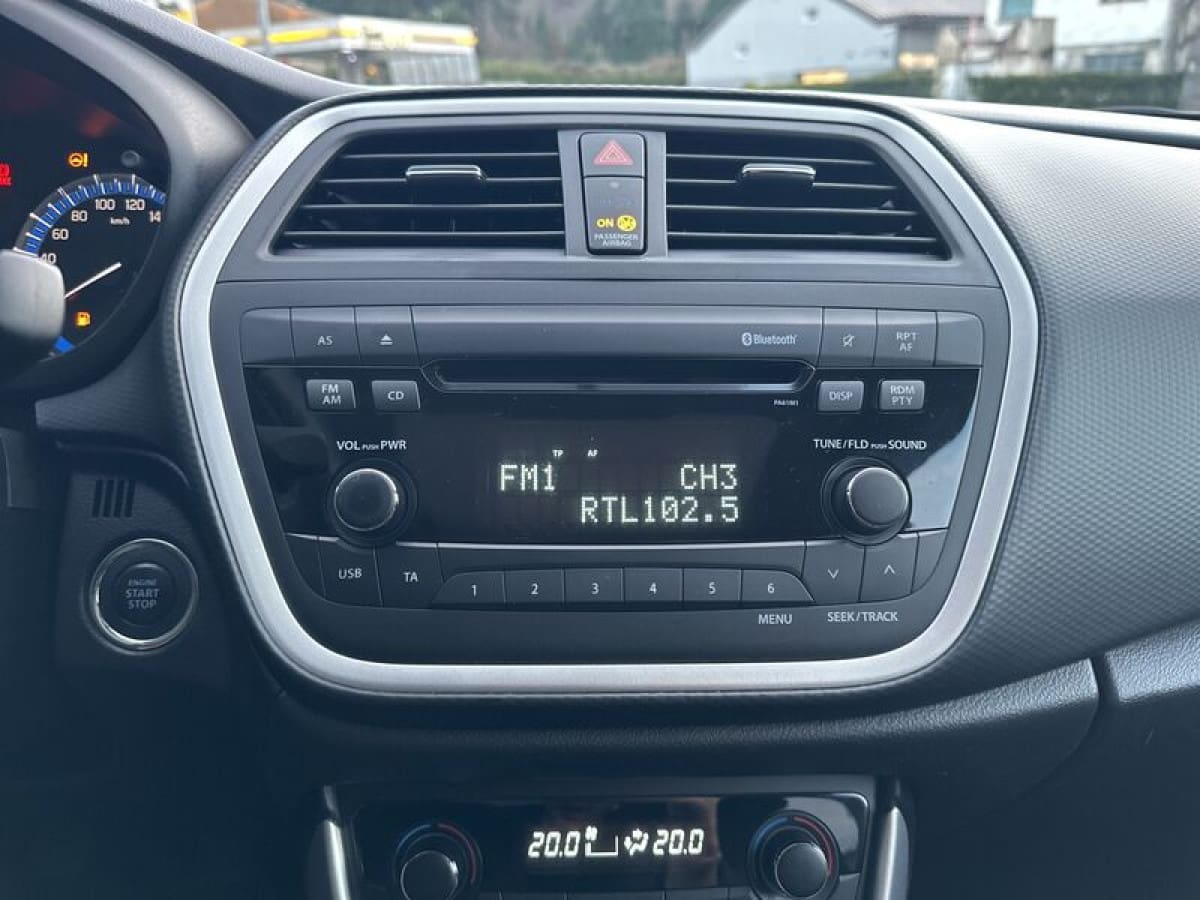 ON
PASSENGER
AIRBAG
100 120 14
80
km/h
60
40
AS
Bluetooth
RPT
AF
FM
AM
CD
DISP
RDM
PTY
PA61M1
VOL PUSH PWR
TUNE/FLD PUSH SOUND
TP AF
FM1 CH3
RTL102.5
USB
TA
1 2 3 4 5 6
MENU
SEEK/TRACK
ENGINE
START
STOP
20.0 20.0